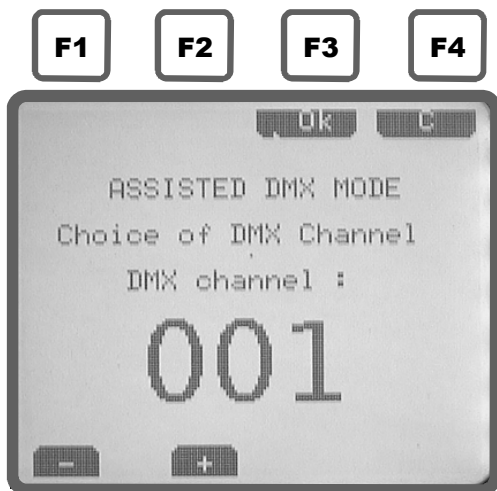 F1 F2 F3 F4
Ok C
ASSISTED DMX MODE
Choice of DMX Channel
DMX channel :
001
- +